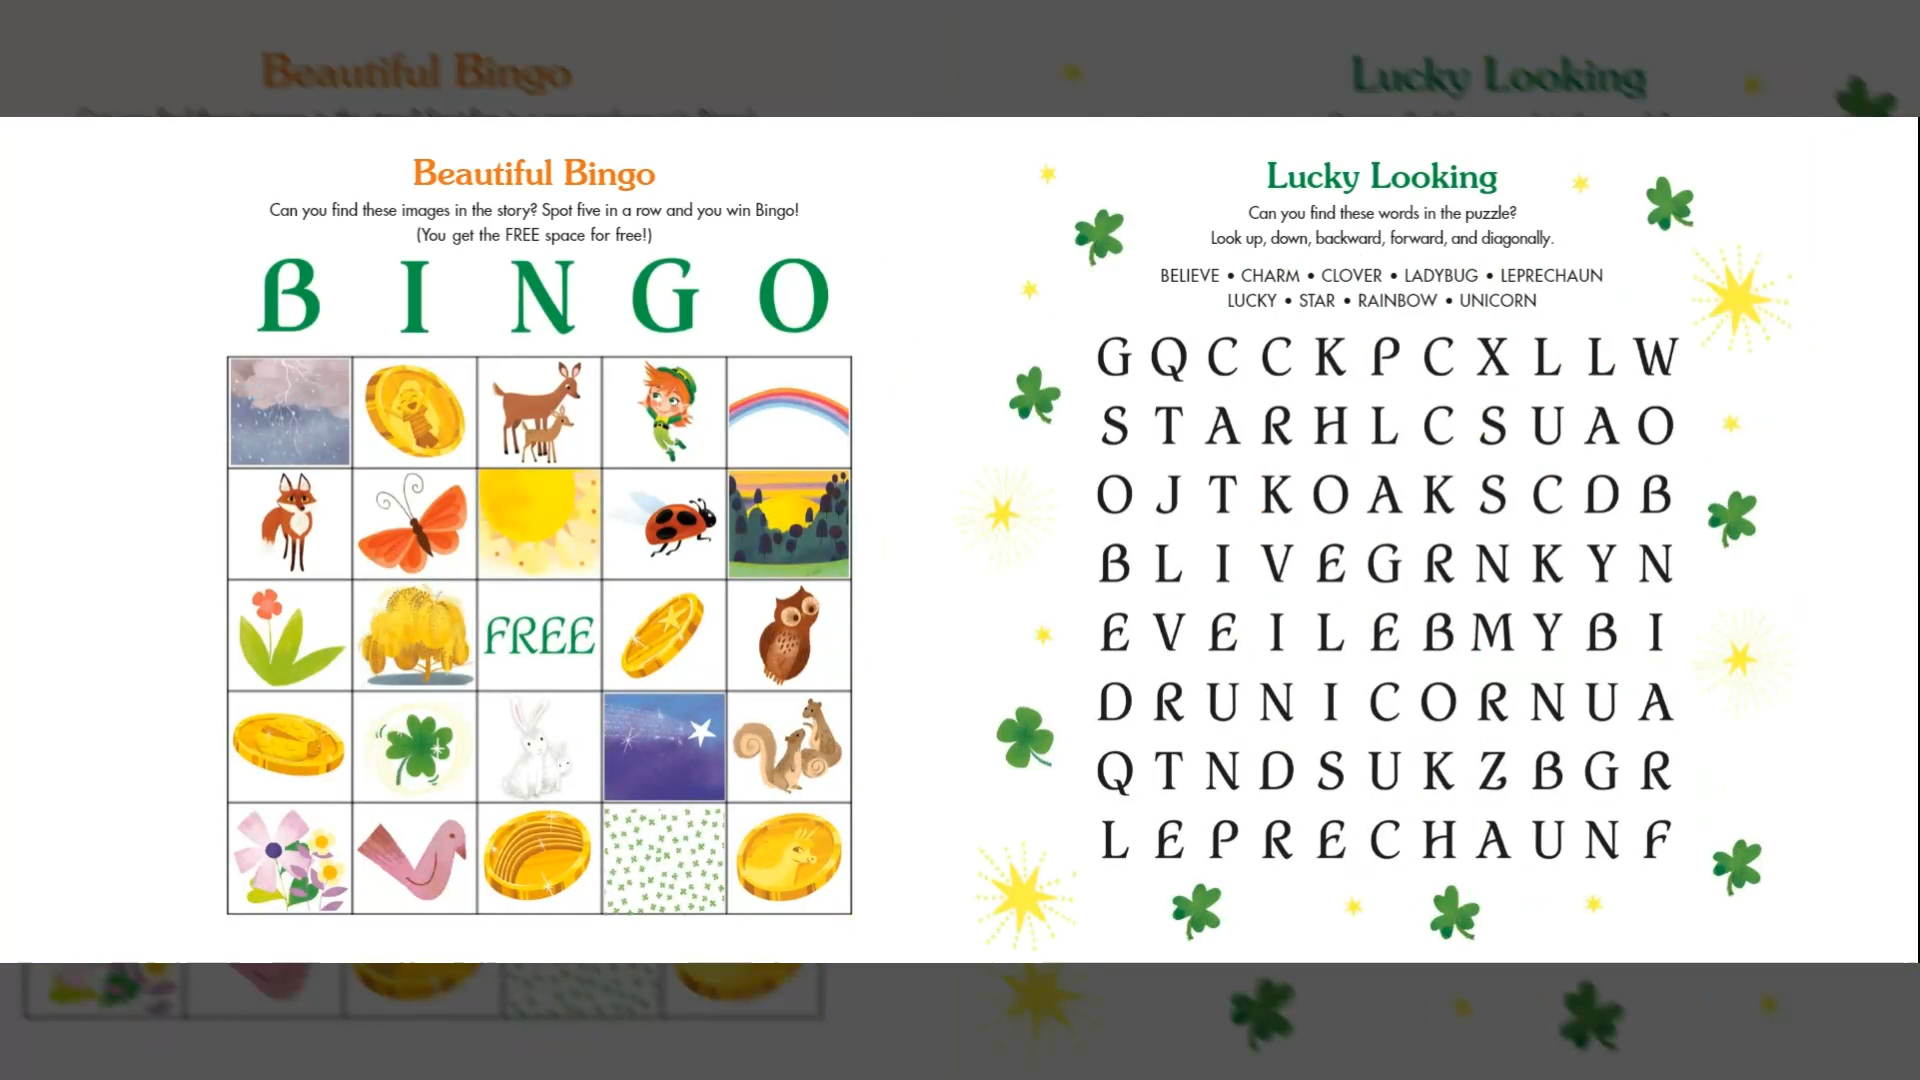 Beautiful Bingo
Can you find these images in the story? Spot five in a row and you win Bingo!
(You get the FREE space for free!)
B I N G O
FREE
Lucky Looking
Can you find these words in the puzzle?
Look up, down, backward, forward, and diagonally.
BELIEVE • CHARM • CLOVER • LADYBUG • LEPRECHAUN
LUCKY • STAR • RAINBOW • UNICORN
G Q C C K P C X L L W
S T A R H L C S U A O
O J T K O A K S C D B
B L I V E G R N K Y N
E V E I L E B M Y B I
D R U N I C O R N U A
Q T N D S U K Z B G R
L E P R E C H A U N F